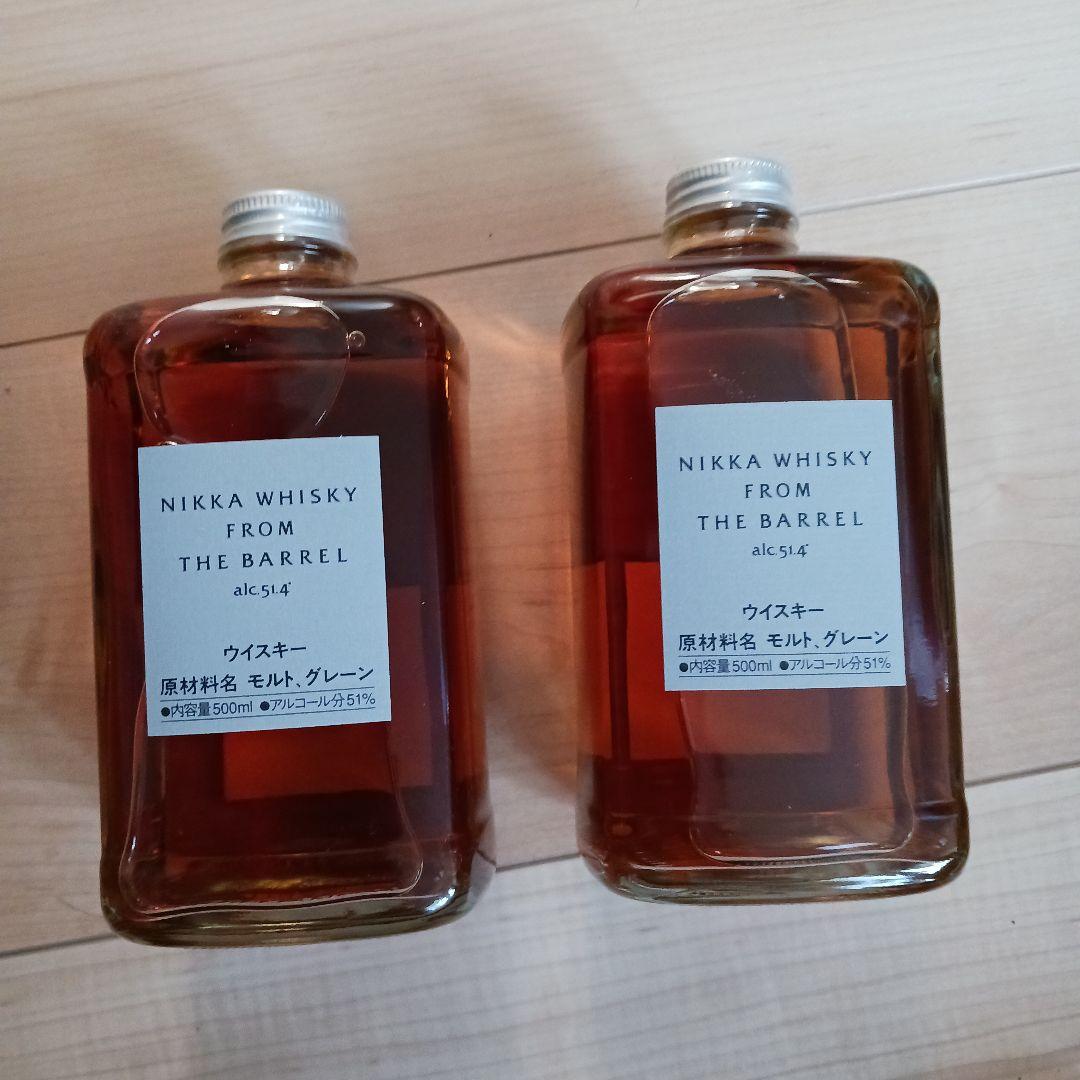 NIKKA WHISKY
FROM
THE BARREL
alc.51.4°
ウイスキー
原材料名 モルト、グレーン
●内容量500ml ●アルコール分51%
NIKKA WHISKY
FROM
THE BARREL
alc.51.4°
ウイスキー
原材料名 モルト、グレーン
●内容量500ml ●アルコール分51%